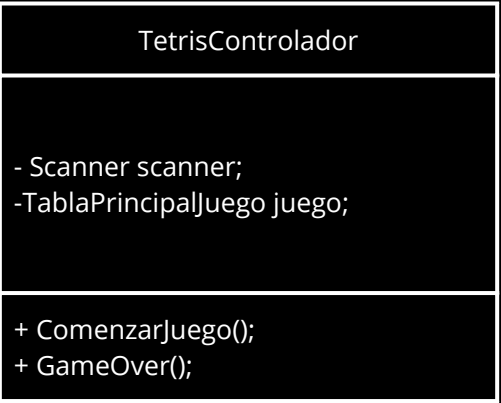 TetrisControlador
- Scanner scanner;
-TablaPrincipalJuego juego;
+ ComenzarJuego();
+ GameOver();